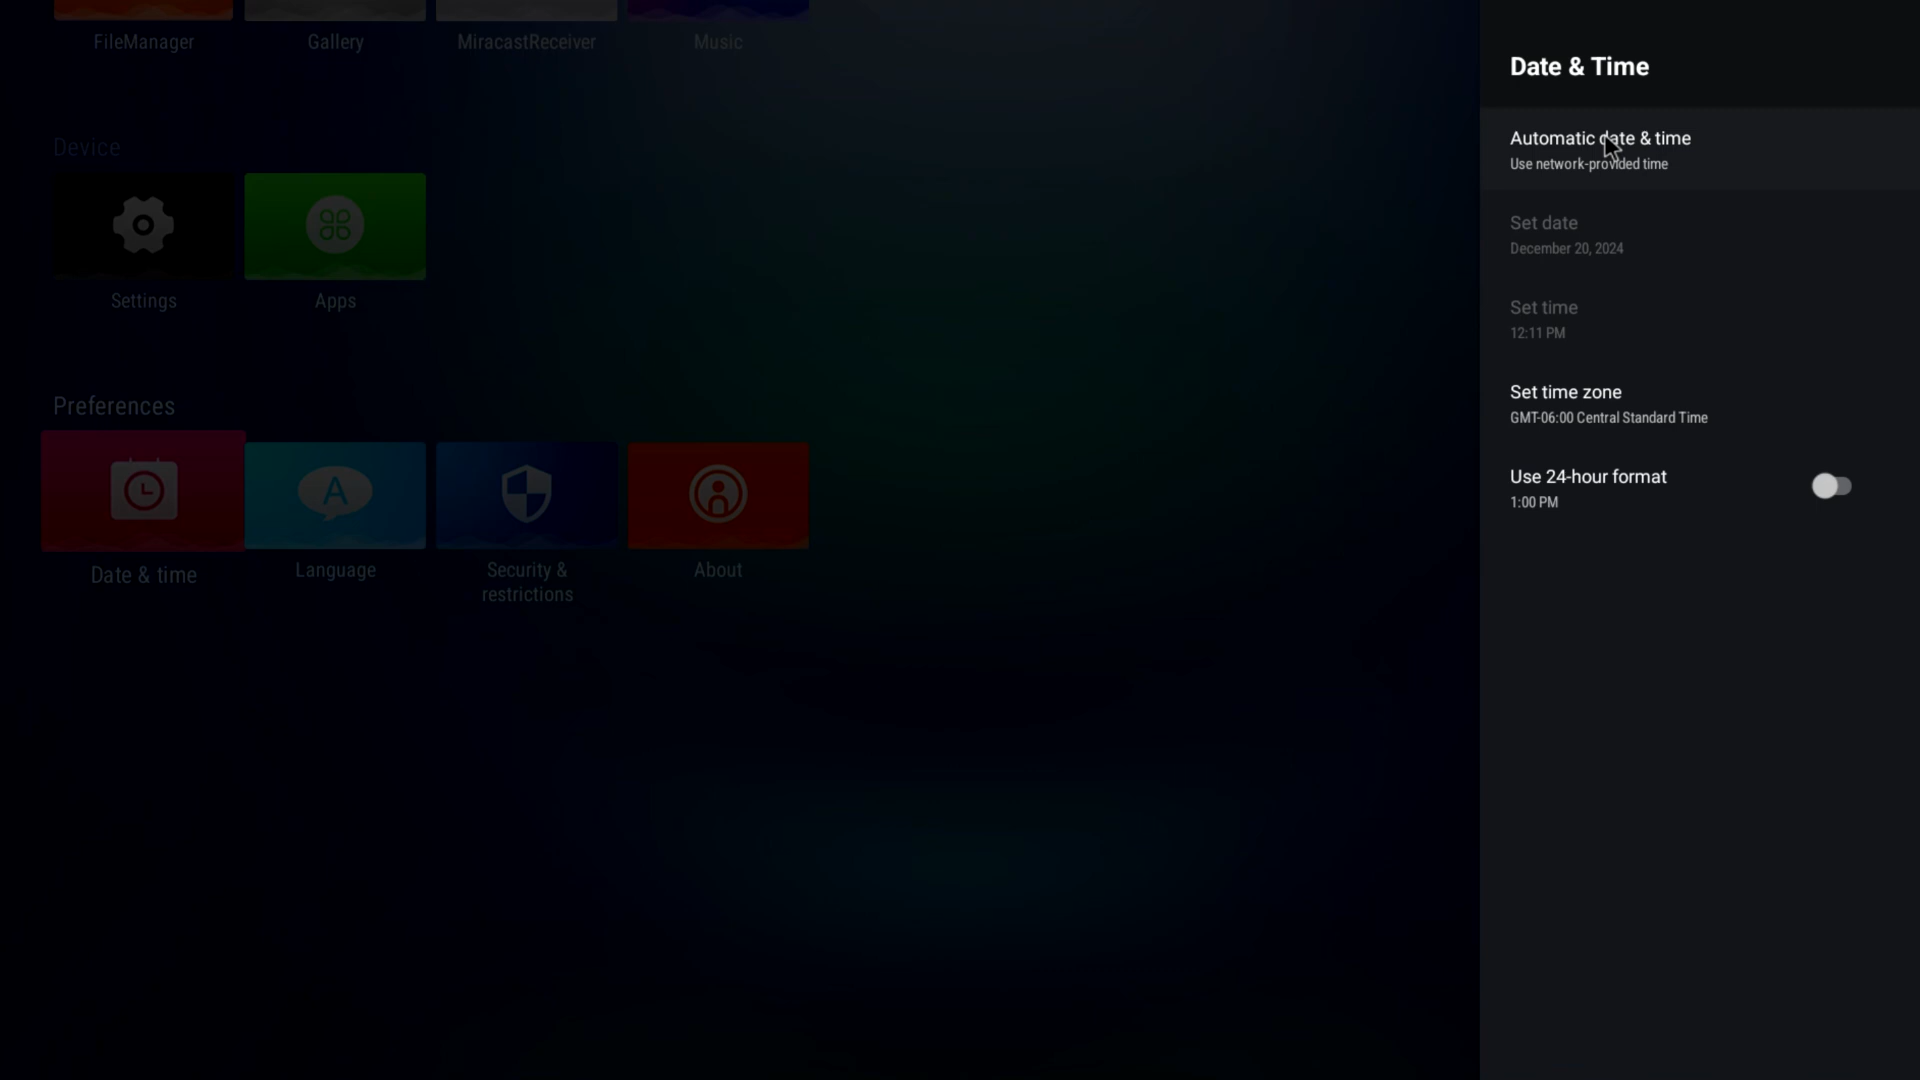 FileManager
Gallery
MiracastReceiver
Music
Device
Settings
Apps
Preferences
A
Date & time
Language
Security &
restrictions
About
Date & Time
Automatic date & time
Use network-provided time
Set date
December 20, 2024
Set time
12:11 PM
Set time zone
GMT-06:00 Central Standard Time
Use 24-hour format
1:00 PM